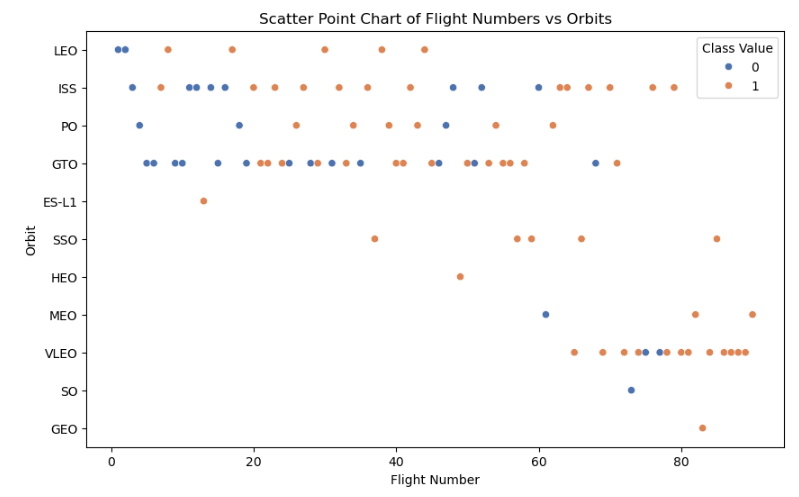 Scatter Point Chart of Flight Numbers vs Orbits
Class Value
0
1
Orbit
LEO
ISS
PO
GTO
ES-L1
SSO
HEO
MEO
VLEO
SO
GEO
0 20 40 60 80
Flight Number